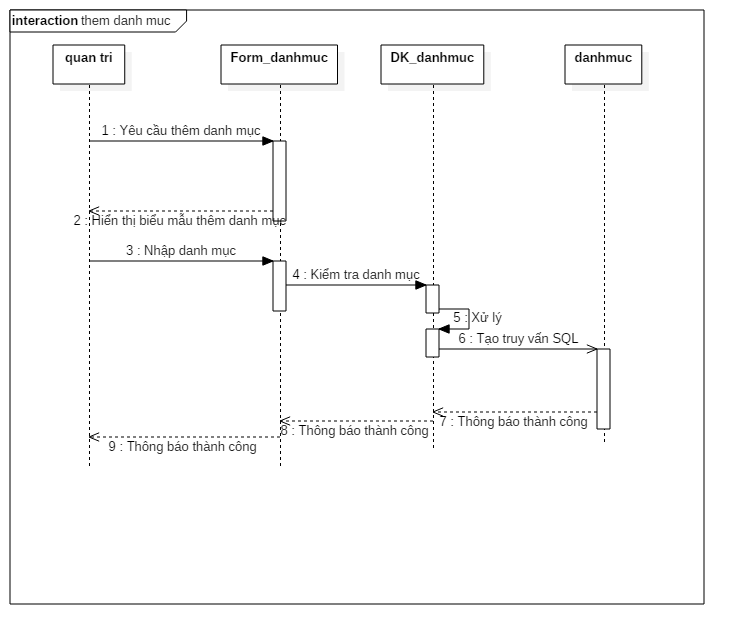 interaction them danh muc
quan tri
Form_danhmuc
DK_danhmuc
danhmuc
1 : Yêu cầu thêm danh mục
2 : Hiển thị biểu mẫu thêm danh mục
3 : Nhập danh mục
4 : Kiểm tra danh mục
5 : Xử lý
6 : Tạo truy vấn SQL
7 : Thông báo thành công
8 : Thông báo thành công
9 : Thông báo thành công